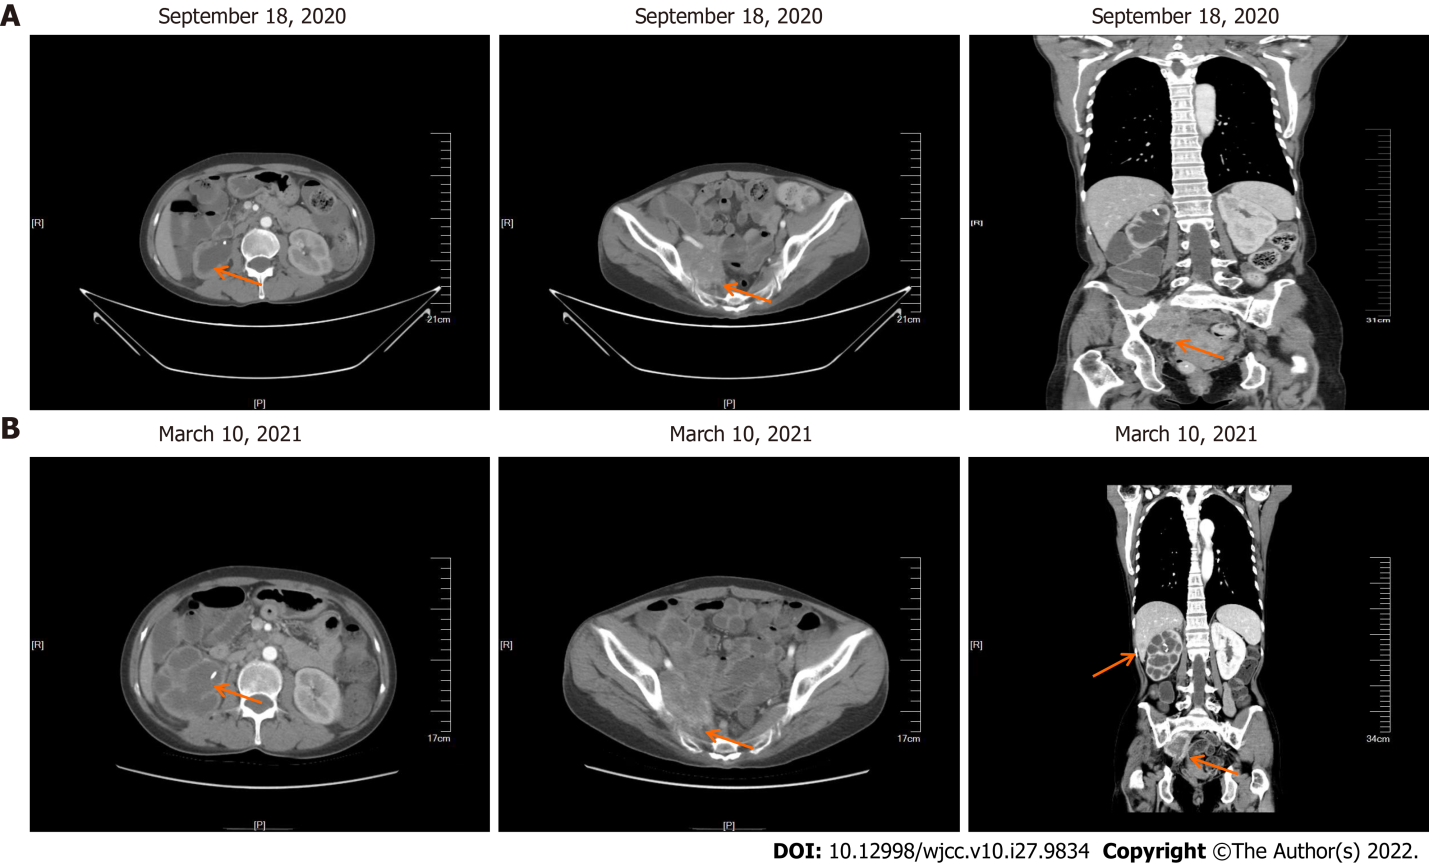 A
September 18, 2020
September 18, 2020
September 18, 2020
[R]
21cm
[P]
[R]
21cm
[P]
[R]
31cm
B
March 10, 2021
March 10, 2021
March 10, 2021
[R]
17cm
[P]
[R]
17cm
[P]
[R]
34cm
DOI: 10.12998/wjcc.v10.i27.9834 Copyright ©The Author(s) 2022.